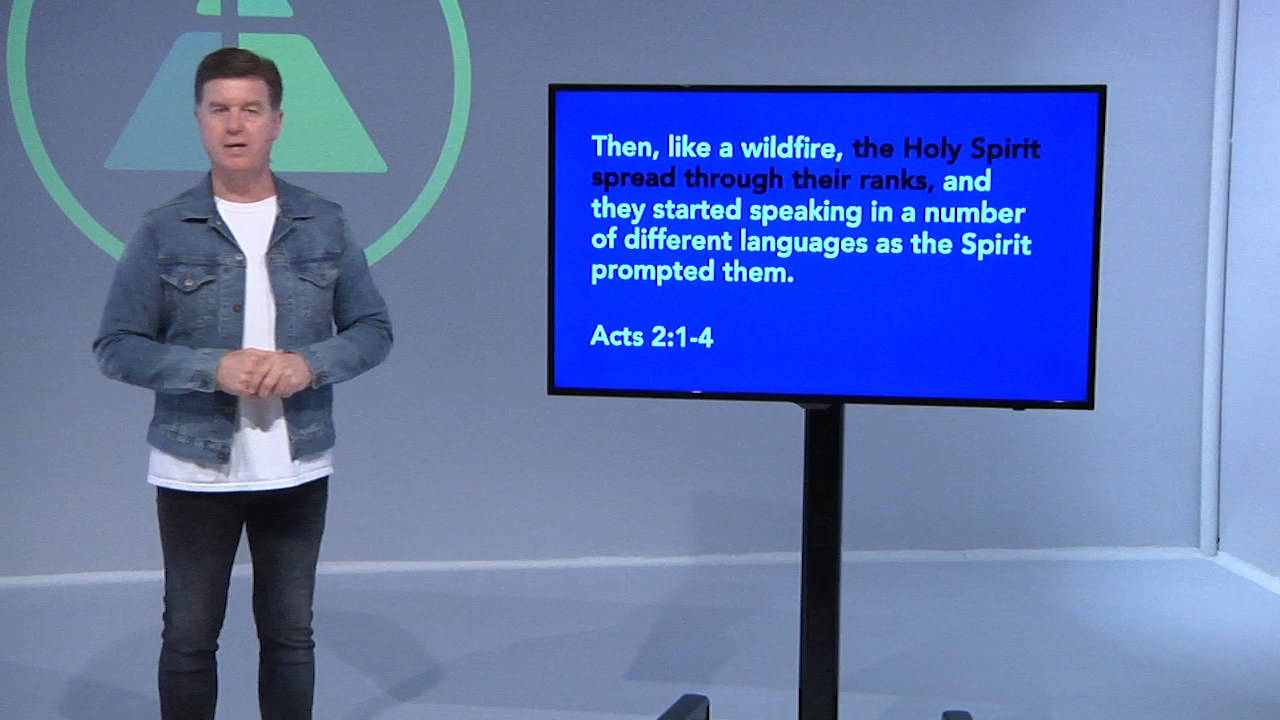 Then, like a wildfire, the Holy Spirit
spread through their ranks, and
they started speaking in a number
of different languages as the Spirit
prompted them.
Acts 2:1-4